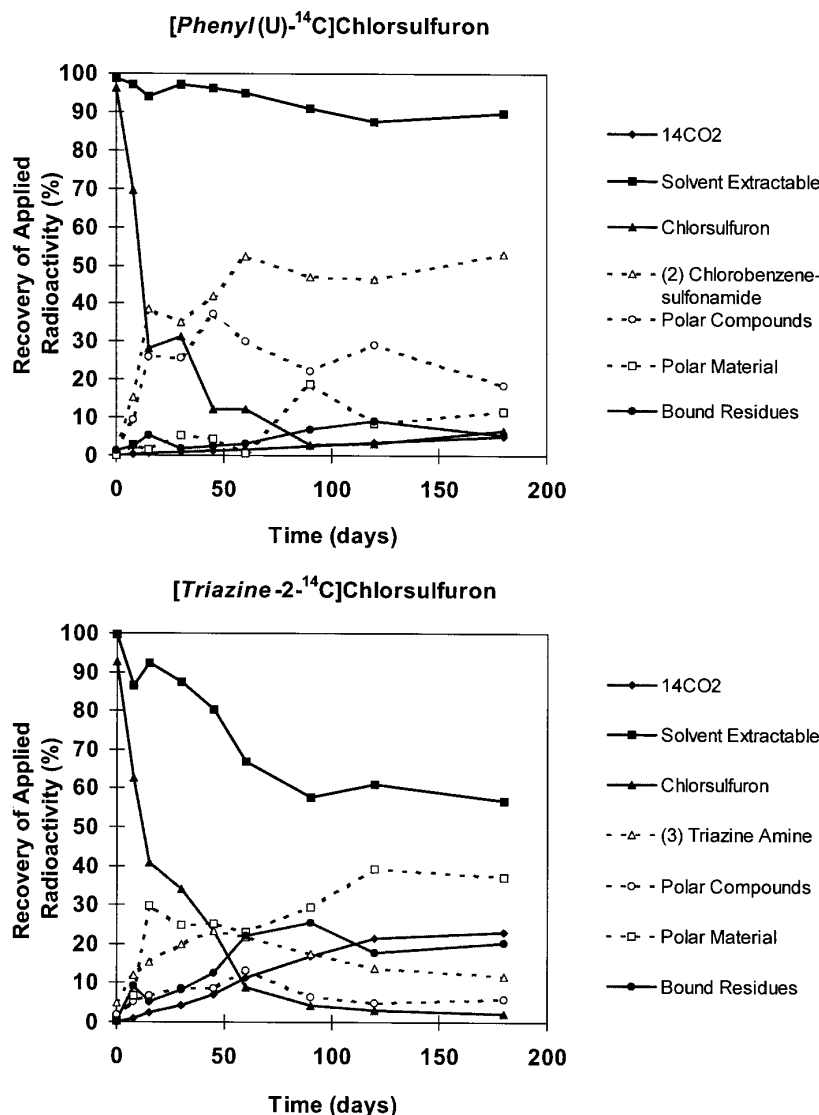 [Phenyl(U)-¹⁴C]Chlorsulfuron
100
90
80
70
60
50
40
30
20
10
0
Recovery of Applied
Radioactivity (%)
0
50
100
150
200
Time (days)
14CO2
Solvent Extractable
Chlorsulfuron
(2) Chlorobenzene-
sulfonamide
Polar Compounds
Polar Material
Bound Residues
[Triazine-2-¹⁴C]Chlorsulfuron
100
90
80
70
60
50
40
30
20
10
0
Recovery of Applied
Radioactivity (%)
0
50
100
150
200
Time (days)
14CO2
Solvent Extractable
Chlorsulfuron
(3) Triazine Amine
Polar Compounds
Polar Material
Bound Residues